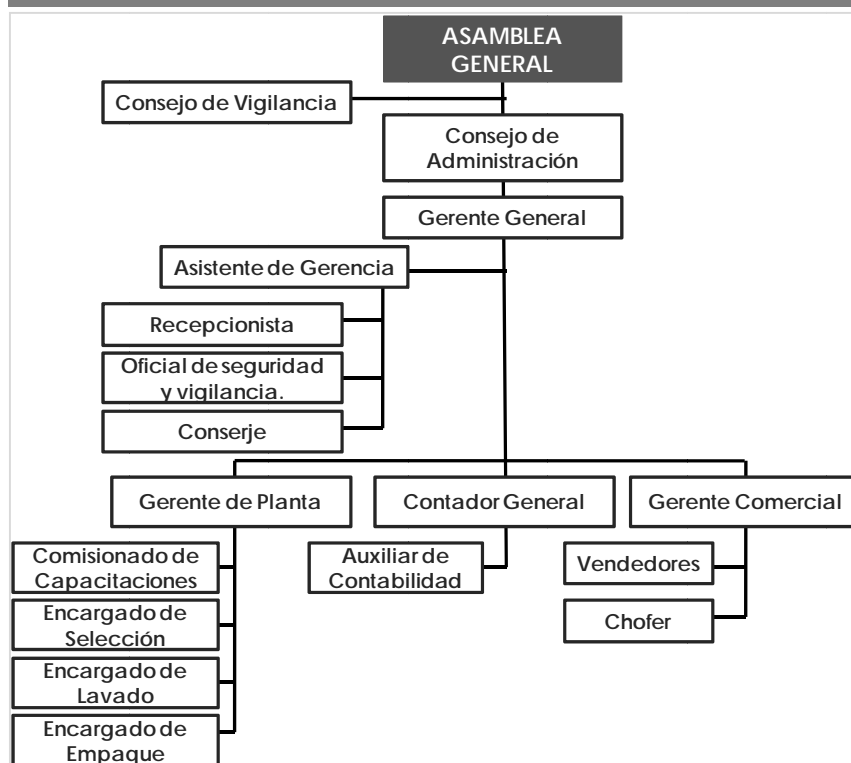 ASAMBLEA
GENERAL
Consejo de Vigilancia
Consejo de
Administración
Gerente General
Asistente de Gerencia
Recepcionista
Oficial de seguridad
y vigilancia.
Conserje
Gerente de Planta
Contador General
Gerente Comercial
Comisionado de
Capacitaciones
Encargado de
Selección
Encargado de
Lavado
Encargado de
Empaque
Auxiliar de
Contabilidad
Vendedores
Chofer